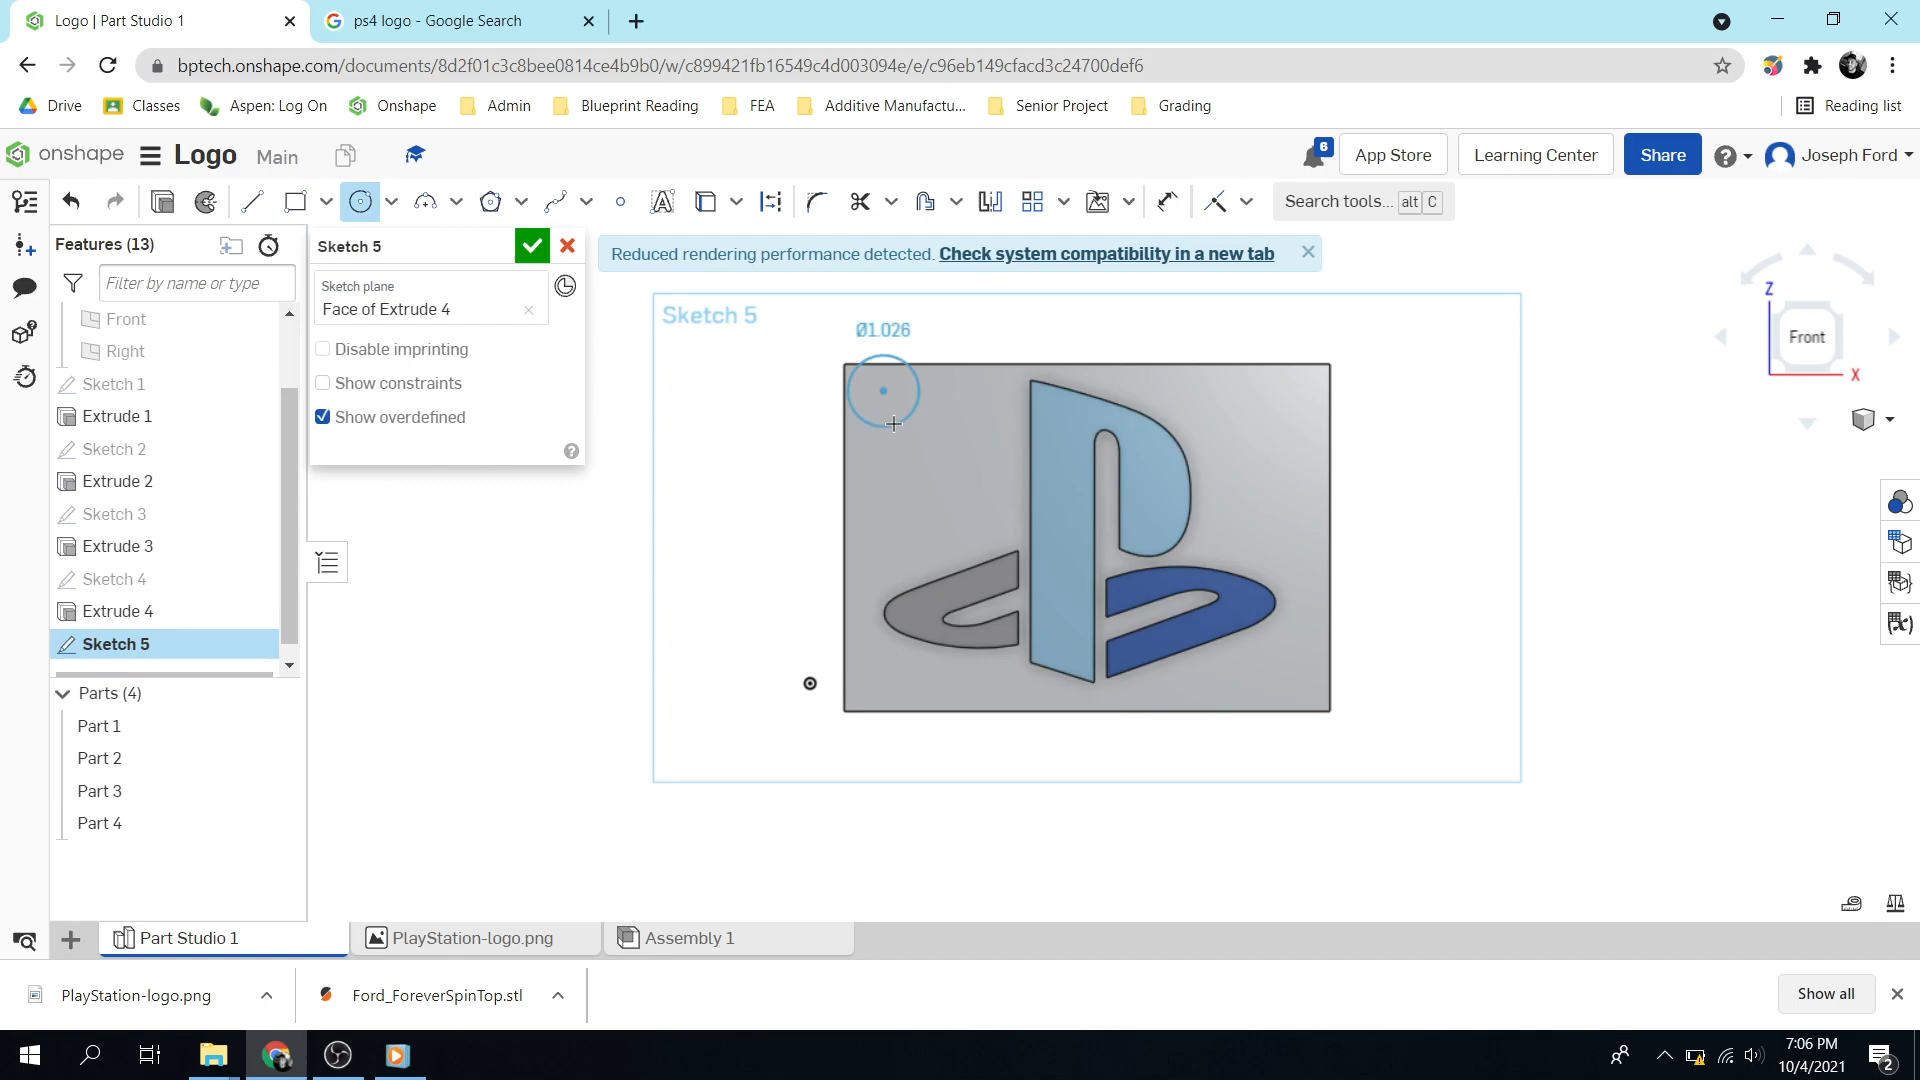 Logo | Part Studio 1
ps4 logo - Google Search
bptech.onshape.com/documents/8d2f01c3c8bee0814ce4b9b0/w/c899421fb16549c4d003094e/e/c96eb149cfacd3c24700def6
Drive
Classes
Aspen: Log On
Onshape
Admin
Blueprint Reading
FEA
Additive Manufactu...
Senior Project
Grading
Reading list
onshape
Logo
Main
6
App Store
Learning Center
Share
Joseph Ford
Search tools... alt C
Features (13)
Filter by name or type
Front
Right
Sketch 1
Extrude 1
Sketch 2
Extrude 2
Sketch 3
Extrude 3
Sketch 4
Extrude 4
Sketch 5
Parts (4)
Part 1
Part 2
Part 3
Part 4
Sketch 5
Sketch plane
Face of Extrude 4
Disable imprinting
Show constraints
Show overdefined
Reduced rendering performance detected. Check system compatibility in a new tab
Sketch 5
Ø1.026
Z
Front
X
Part Studio 1
PlayStation-logo.png
Assembly 1
PlayStation-logo.png
Ford_ForeverSpinTop.stl
Show all
7:06 PM
10/4/2021
2